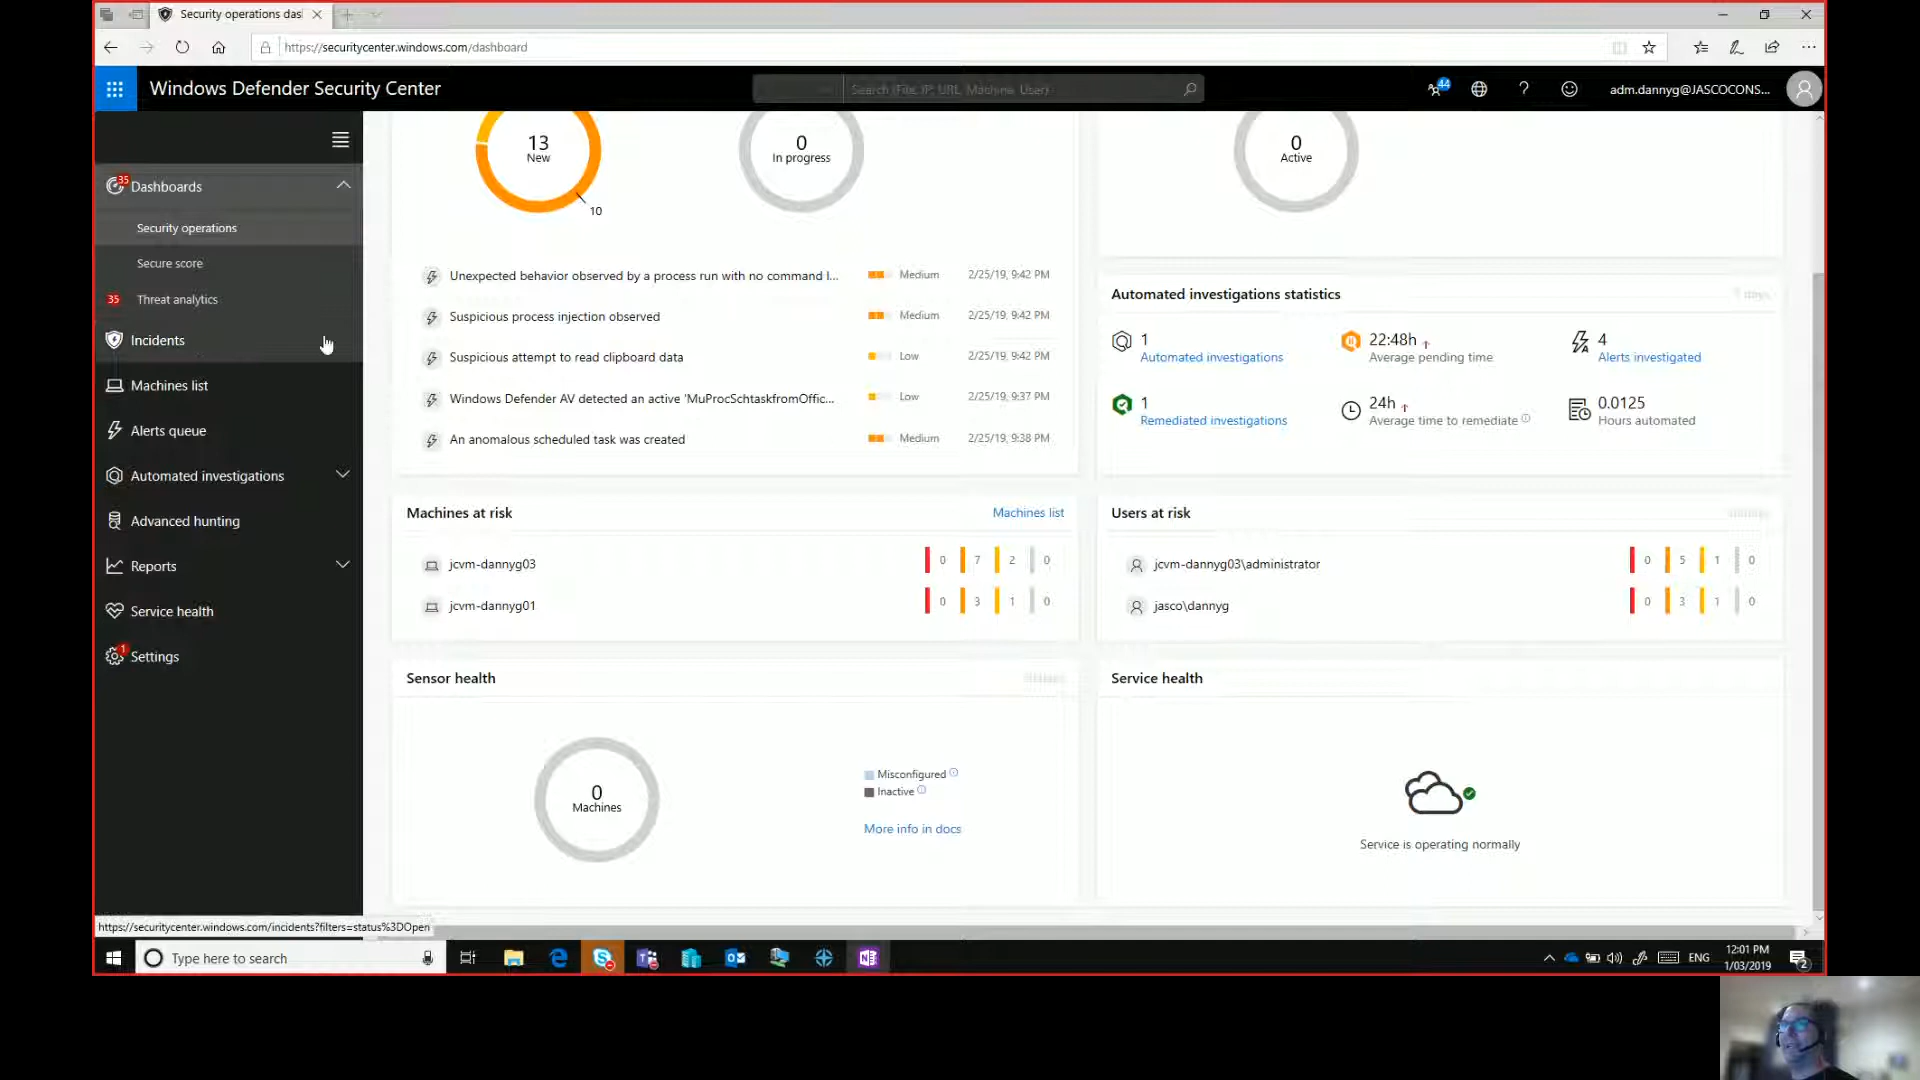 Security operations das
https://securitycenter.windows.com/dashboard
Windows Defender Security Center
Search (File, IP, URL, Machine, User)
44
adm.dannyg@JASCOCONS...
35
Dashboards
Security operations
Secure score
35
Threat analytics
Incidents
Machines list
Alerts queue
Automated investigations
Advanced hunting
Reports
Service health
1
Settings
13
New
10
0
In progress
0
Active
Unexpected behavior observed by a process run with no command l... Medium 2/25/19, 9:42 PM
Suspicious process injection observed Medium 2/25/19, 9:42 PM
Suspicious attempt to read clipboard data Low 2/25/19, 9:42 PM
Windows Defender AV detected an active 'MuProcSchtaskfromOffic... Low 2/25/19, 9:37 PM
An anomalous scheduled task was created Medium 2/25/19, 9:38 PM
Automated investigations statistics
1
Automated investigations
22:48h
Average pending time
4
Alerts investigated
1
Remediated investigations
24h
Average time to remediate
0.0125
Hours automated
Machines at risk Machines list
jcvm-dannyg03 0 7 2 0
jcvm-dannyg01 0 3 1 0
Users at risk
jcvm-dannyg03\administrator 0 5 1 0
jasco\dannyg 0 3 1 0
Sensor health
0
Machines
Misconfigured
Inactive
More info in docs
Service health
Service is operating normally
https://securitycenter.windows.com/incidents?filters=status%3DOpen
Type here to search
ENG
12:01 PM
1/03/2019
2